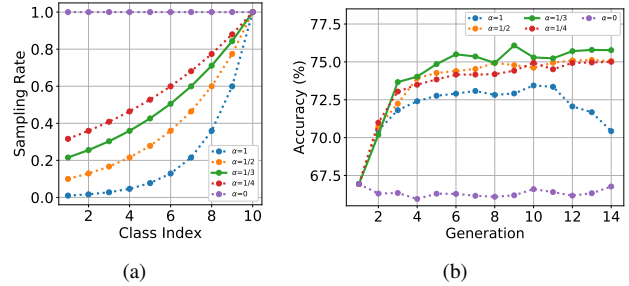 1.0
0.8
0.6
0.4
0.2
0.0
Sampling Rate
2 4 6 8 10
Class Index
α=1
α=1/2
α=1/3
α=1/4
α=0
(a)
77.5
75.0
72.5
70.0
67.5
Accuracy (%)
α=1 α=1/3 α=0
α=1/2 α=1/4
2 4 6 8 10 12 14
Generation
(b)